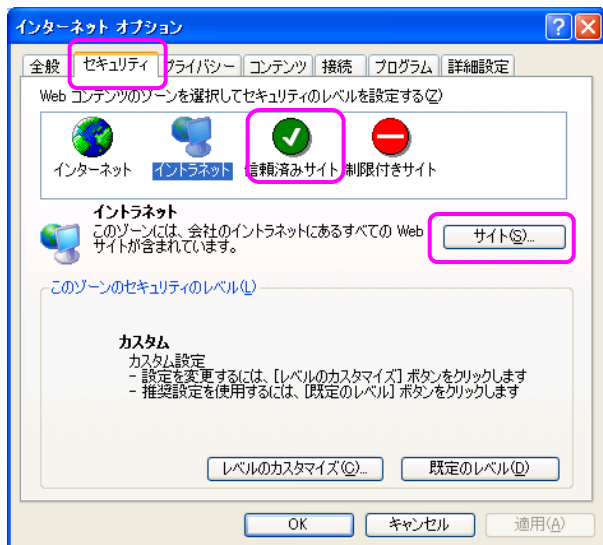 インターネット オプション
全般 セキュリティ プライバシー コンテンツ 接続 プログラム 詳細設定
Web コンテンツのゾーンを選択してセキュリティのレベルを設定する(Z)
インターネット イントラネット 信頼済みサイト 制限付きサイト
イントラネット
このゾーンには、会社のイントラネットにあるすべての Web
サイトが含まれています。
サイト(S)...
このゾーンのセキュリティのレベル(L)
カスタム
カスタム設定
- 設定を変更するには、[レベルのカスタマイズ] ボタンをクリックします
- 推奨設定を使用するには、[既定のレベル] ボタンをクリックします
レベルのカスタマイズ(C)... 既定のレベル(D)
OK キャンセル 適用(A)